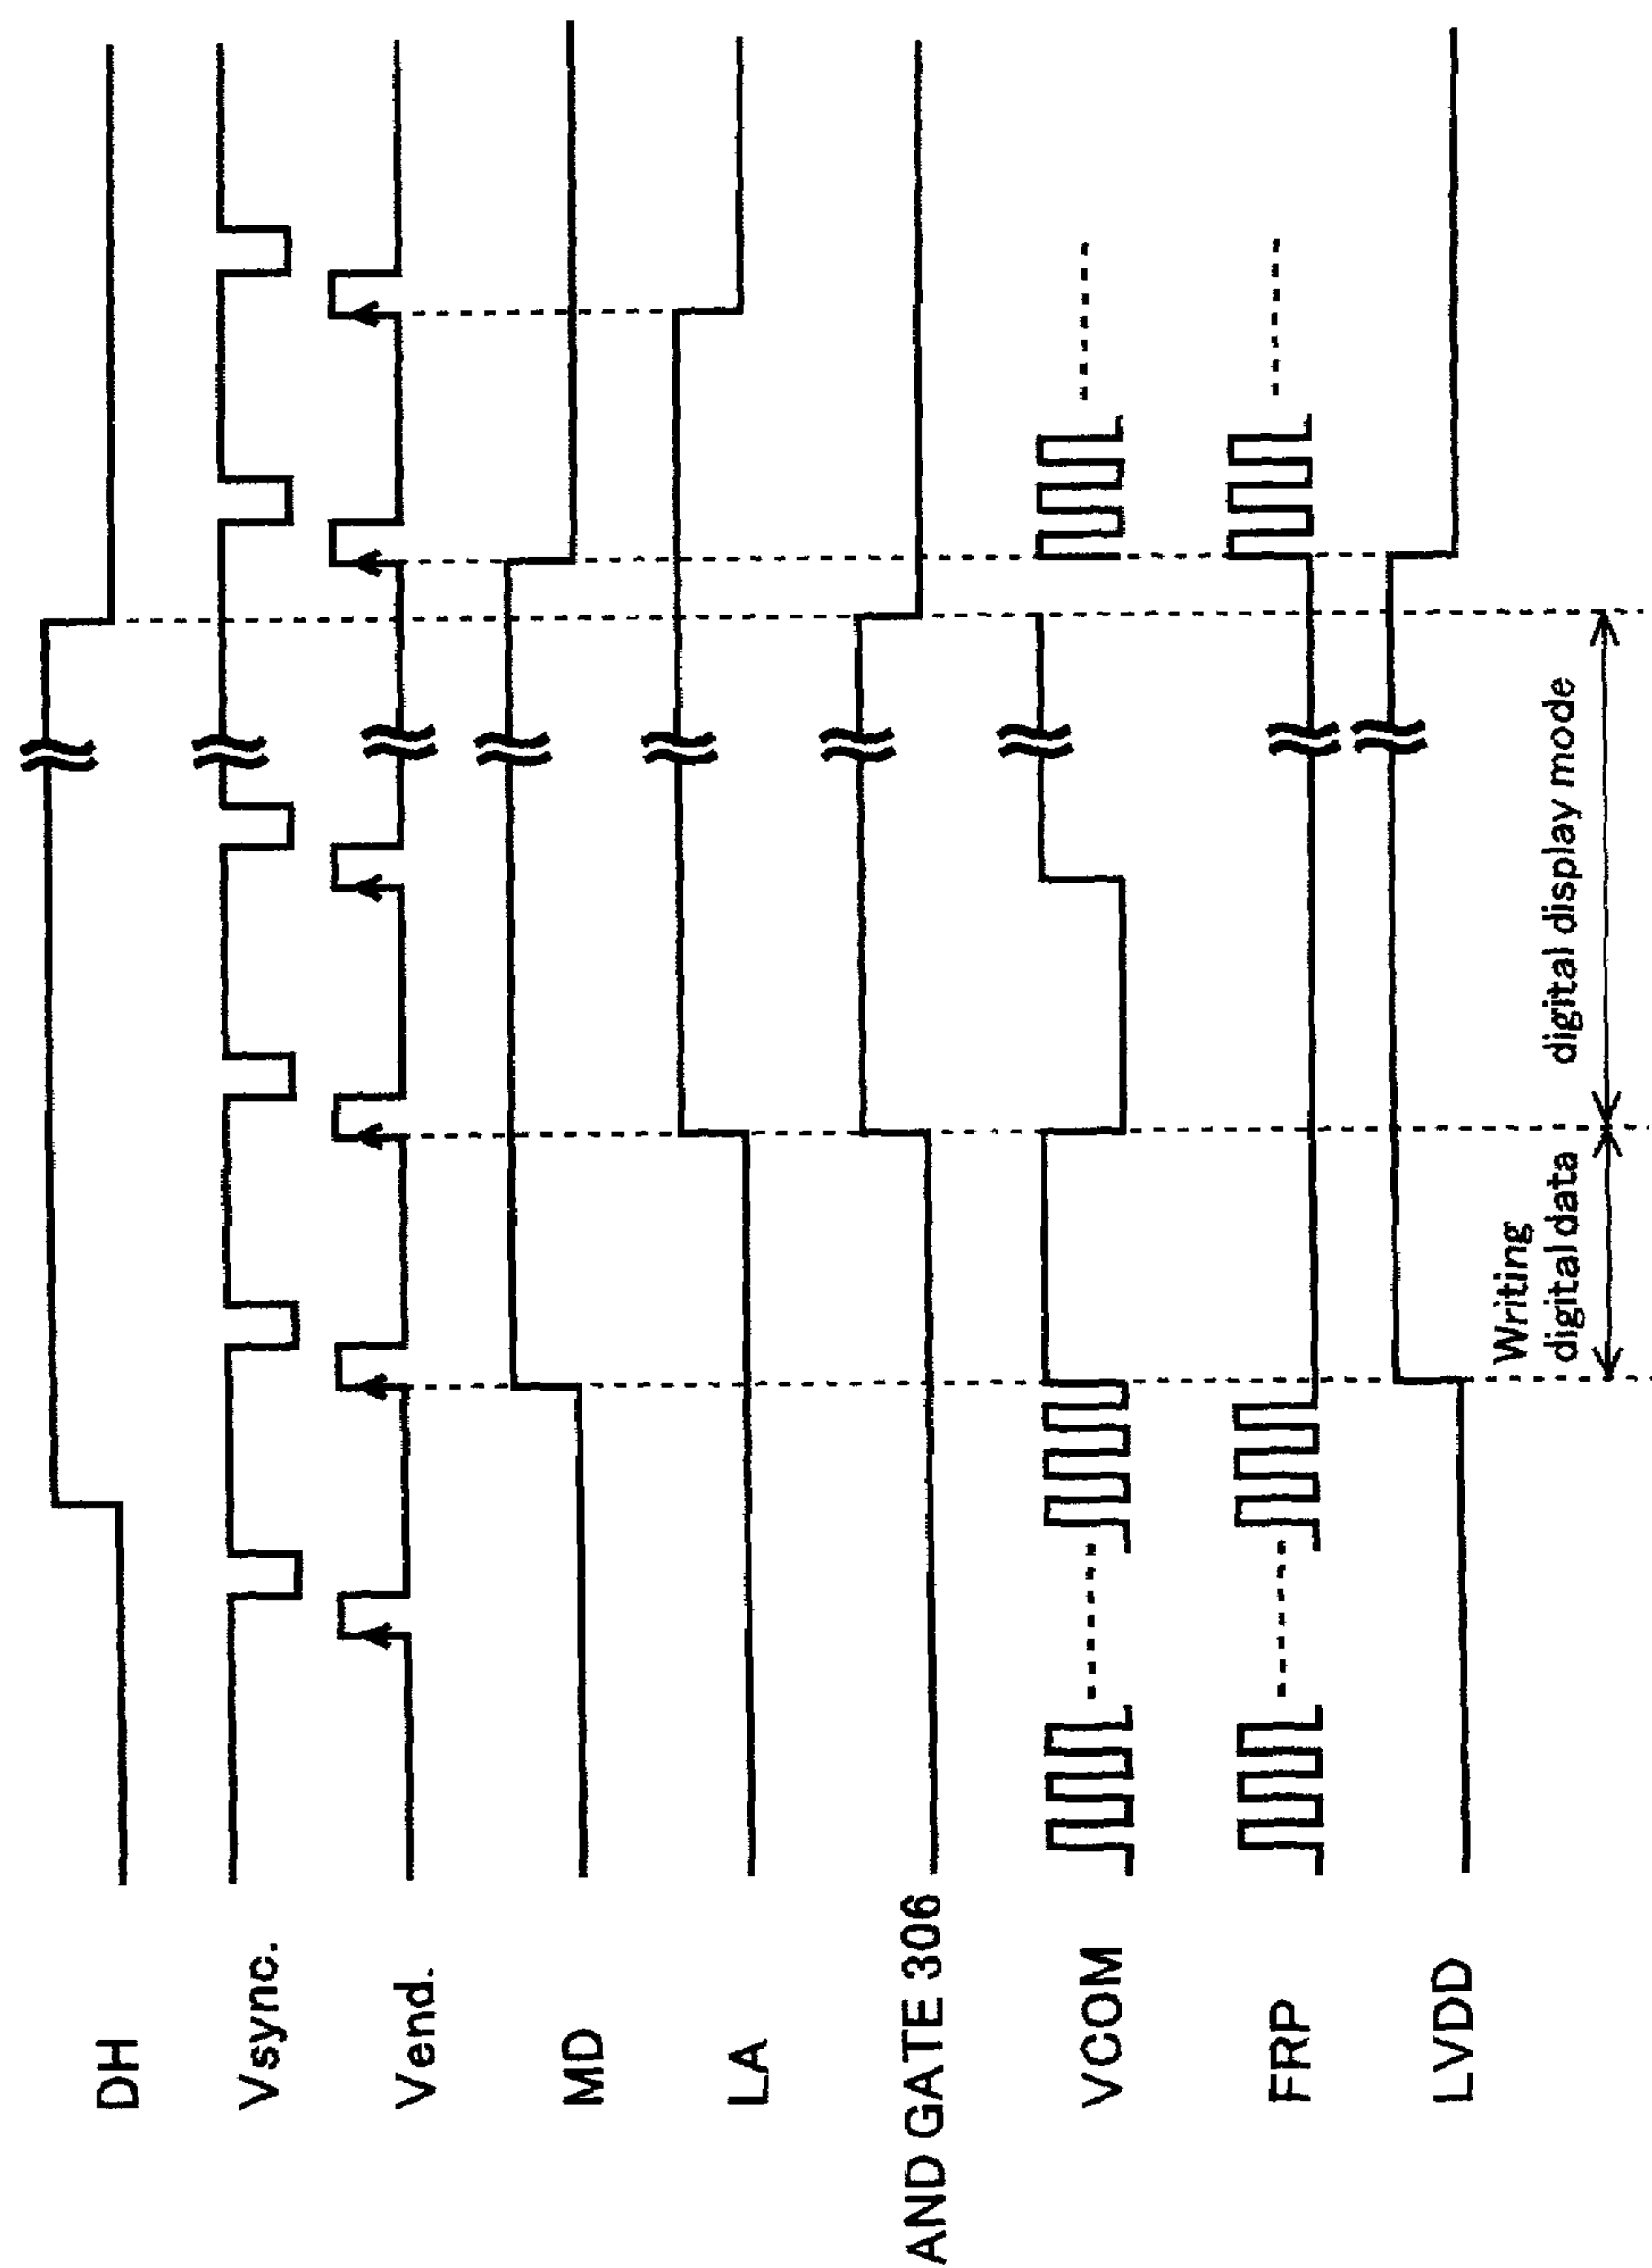 DH
Vsync.
Vend.
MD
LA
AND GATE 306
VCOM
FRP
LVDD
Writing
digital data
digital display mode